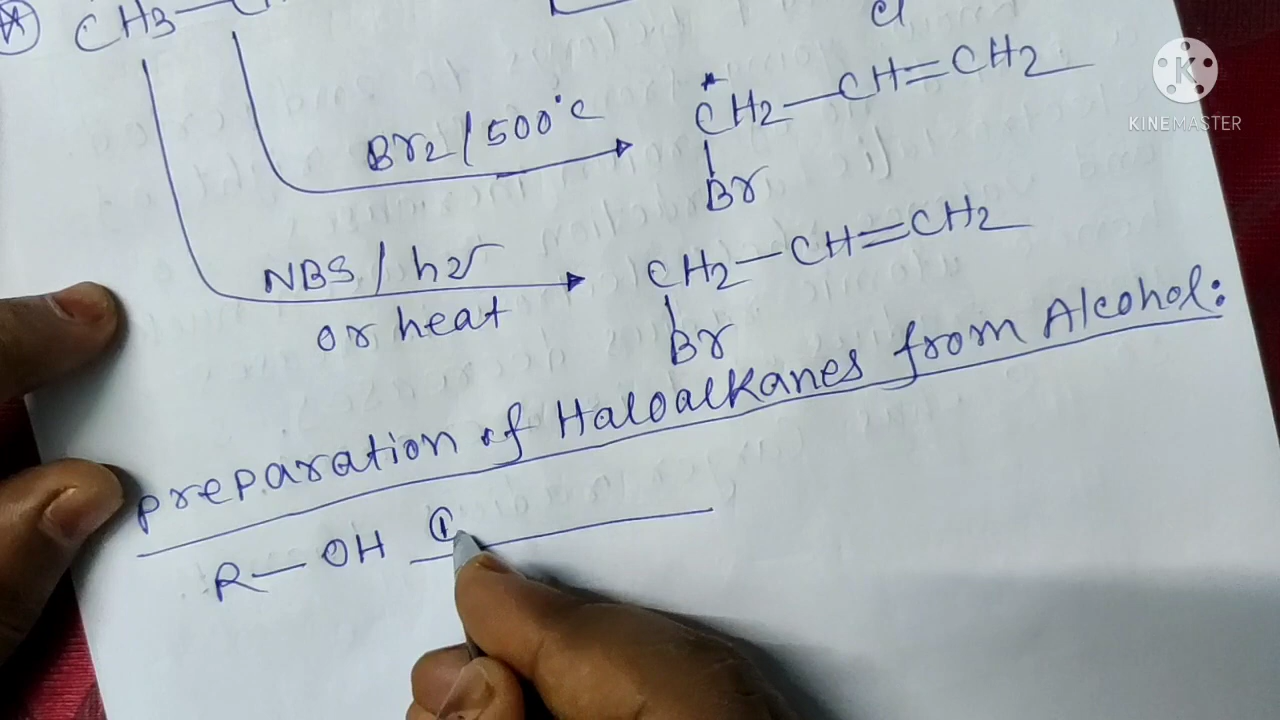 CH3—
Cl
Br2 / 500°C
*CH2—CH=CH2
Br
NBS / hν
or heat
CH2—CH=CH2
Br
preparation of Haloalkanes from Alcohol:
R—OH ①
K
KINEMASTER